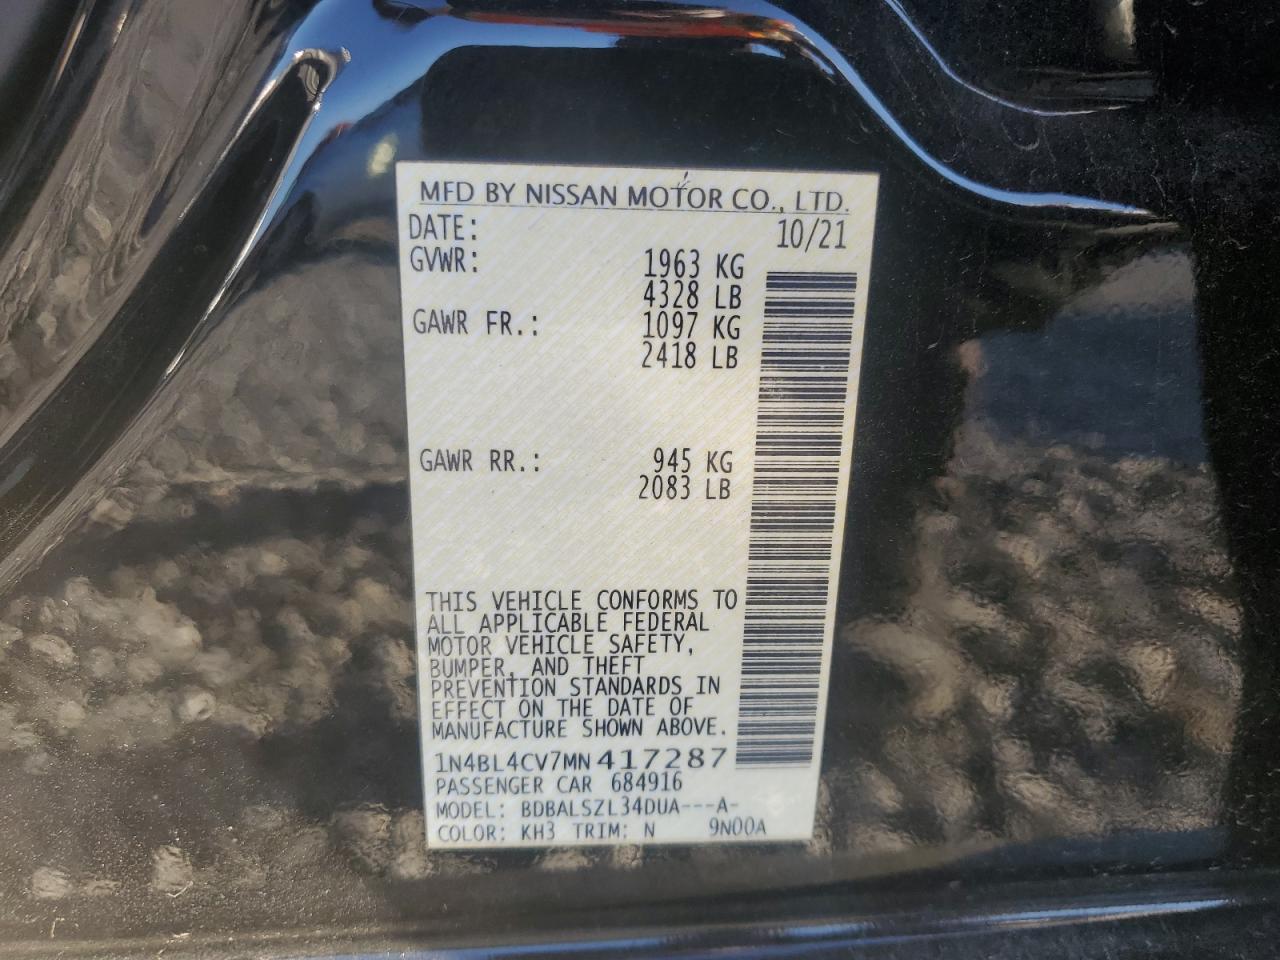 MFD BY NISSAN MOTOR CO., LTD.
DATE: 10/21
GVWR: 1963 KG
4328 LB
GAWR FR.: 1097 KG
2418 LB
GAWR RR.: 945 KG
2083 LB
THIS VEHICLE CONFORMS TO
ALL APPLICABLE FEDERAL
MOTOR VEHICLE SAFETY,
BUMPER, AND THEFT
PREVENTION STANDARDS IN
EFFECT ON THE DATE OF
MANUFACTURE SHOWN ABOVE.
1N4BL4CV7MN417287
PASSENGER CAR 684916
MODEL: BDBALSZL34DUA---A-
COLOR: KH3 TRIM: N 9N00A